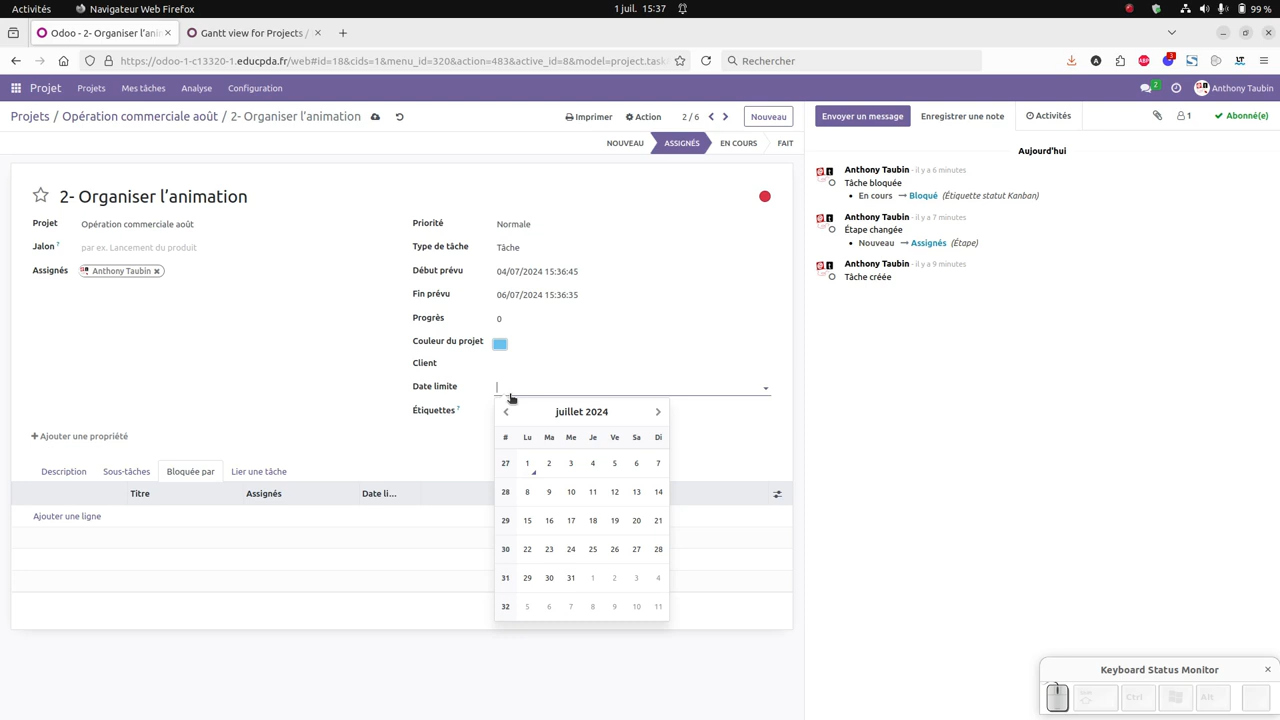 Activités
Navigateur Web Firefox
1 juil. 15:37
99 %
Odoo - 2- Organiser l'anim
Gantt view for Projects /
https://odoo-1-c13320-1.educpda.fr/web#id=18&cids=1&menu_id=320&action=483&active_id=8&model=project.task
Rechercher
3
Projet
Projets
Mes tâches
Analyse
Configuration
2
Anthony Taubin
Projets / Opération commerciale août / 2- Organiser l'animation
Imprimer
Action
2 / 6
Nouveau
Envoyer un message
Enregistrer une note
Activités
1
Abonné(e)
NOUVEAU
ASSIGNÉS
EN COURS
FAIT
Aujourd'hui
2- Organiser l'animation
Projet
Opération commerciale août
Jalon ?
par ex. Lancement du produit
Assignés
Anthony Taubin
Priorité
Normale
Type de tâche
Tâche
Début prévu
04/07/2024 15:36:45
Fin prévu
06/07/2024 15:36:35
Progrès
0
Couleur du projet
Client
Date limite
Étiquettes ?
Ajouter une propriété
juillet 2024
# Lu Ma Me Je Ve Sa Di
27 1 2 3 4 5 6 7
28 8 9 10 11 12 13 14
29 15 16 17 18 19 20 21
30 22 23 24 25 26 27 28
31 29 30 31 1 2 3 4
32 5 6 7 8 9 10 11
Description
Sous-tâches
Bloquée par
Lier une tâche
Titre
Assignés
Date li...
Ajouter une ligne
Anthony Taubin - il y a 6 minutes
Tâche bloquée
En cours → Bloqué (Étiquette statut Kanban)
Anthony Taubin - il y a 7 minutes
Étape changée
Nouveau → Assignés (Étape)
Anthony Taubin - il y a 9 minutes
Tâche créée
Keyboard Status Monitor
Ctrl
Alt